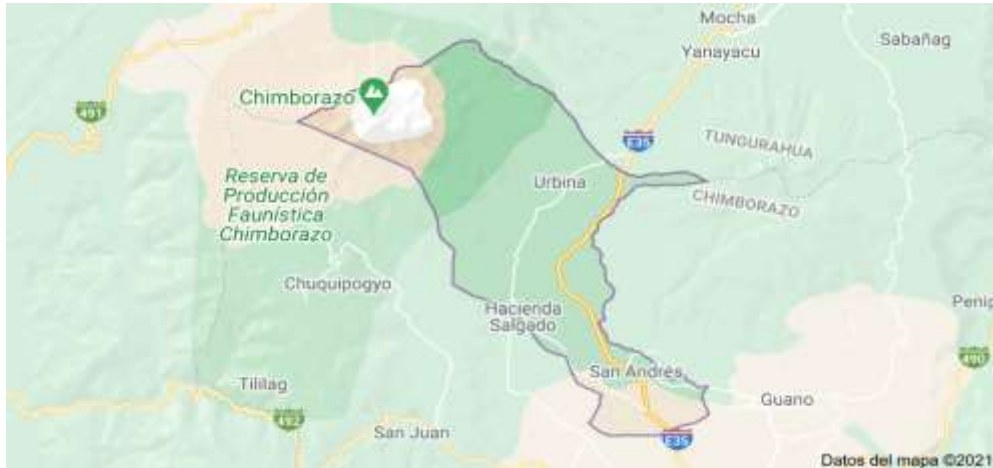 Mocha
Yanayacu
Sabañag
Chimborazo
491
E35
TUNGURAHUA
Reserva de
Producción
Faunística
Chimborazo
Urbina
CHIMBORAZO
Chuquipogyo
Hacienda
Salgado
490
San Andrés
Tililag
Guano
492
San Juan
E35
Datos del mapa ©2021